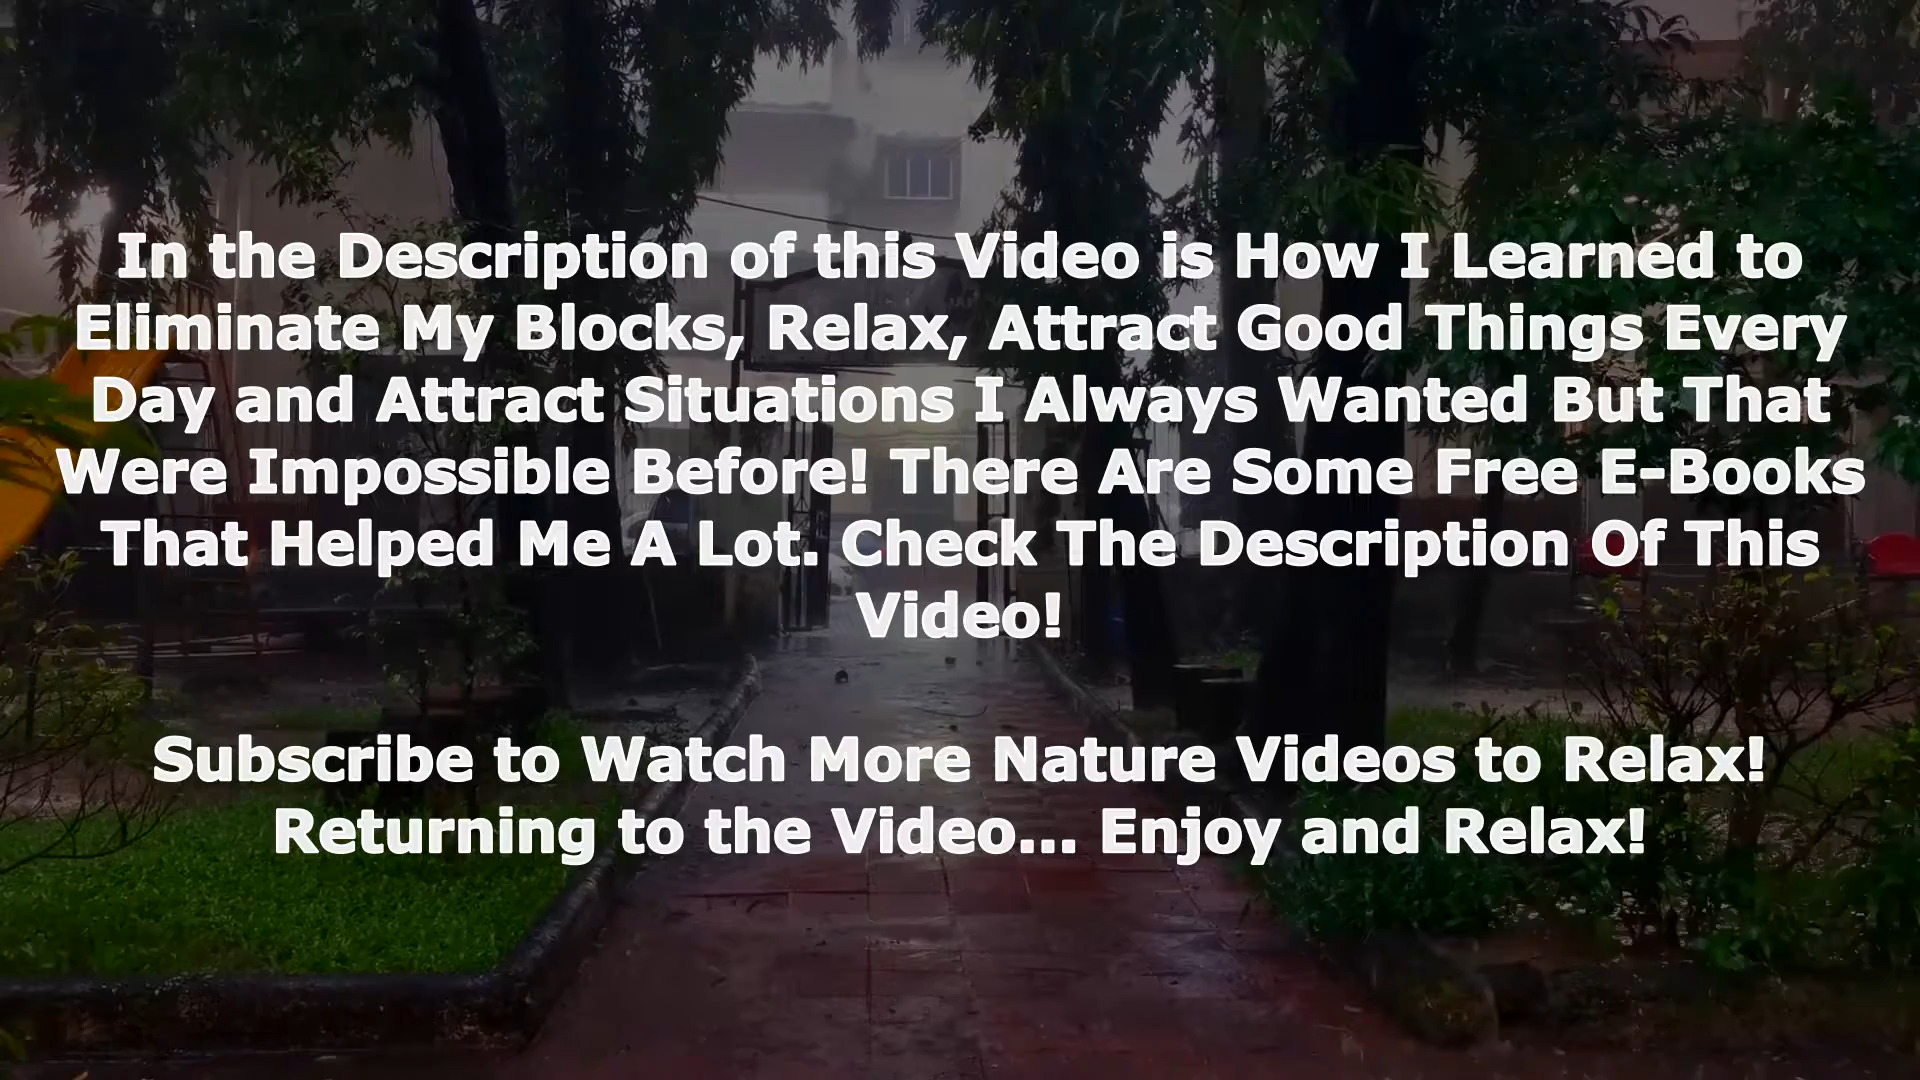 In the Description of this Video is How I Learned to
Eliminate My Blocks, Relax, Attract Good Things Every
Day and Attract Situations I Always Wanted But That
Were Impossible Before! There Are Some Free E-Books
That Helped Me A Lot. Check The Description Of This
Video!
Subscribe to Watch More Nature Videos to Relax!
Returning to the Video... Enjoy and Relax!